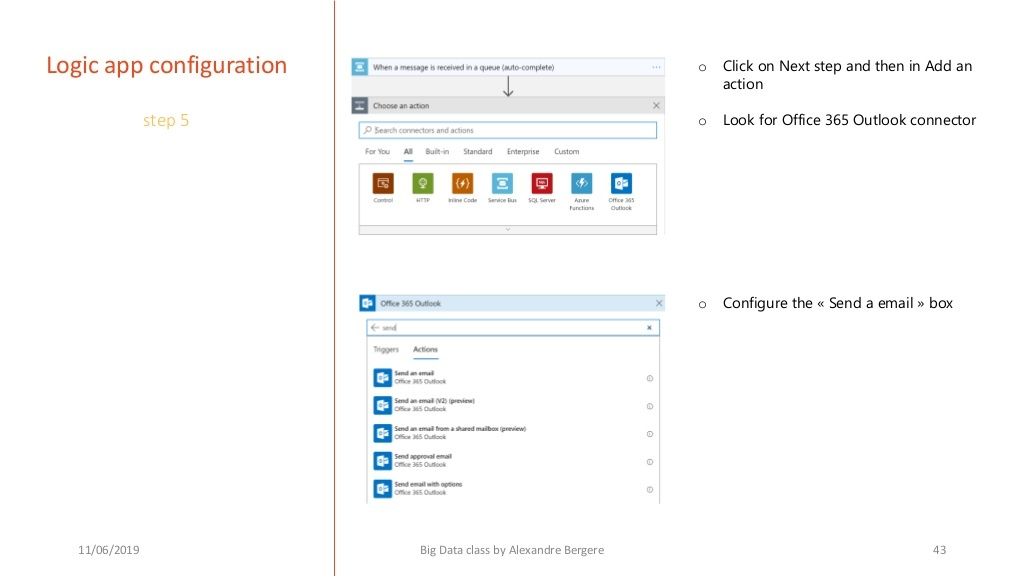 Logic app configuration
step 5
When a message is received in a queue (auto-complete)
Choose an action
Search connectors and actions
For You All Built-in Standard Enterprise Custom
Control HTTP Inline Code Service Bus SQL Server Azure Functions Office 365 Outlook
o Click on Next step and then in Add an
action
o Look for Office 365 Outlook connector
Office 365 Outlook
send
Triggers Actions
Send an email
Office 365 Outlook
Send an email (V2) (preview)
Office 365 Outlook
Send an email from a shared mailbox (preview)
Office 365 Outlook
Send approval email
Office 365 Outlook
Send email with options
Office 365 Outlook
o Configure the « Send a email » box
11/06/2019
Big Data class by Alexandre Bergere
43